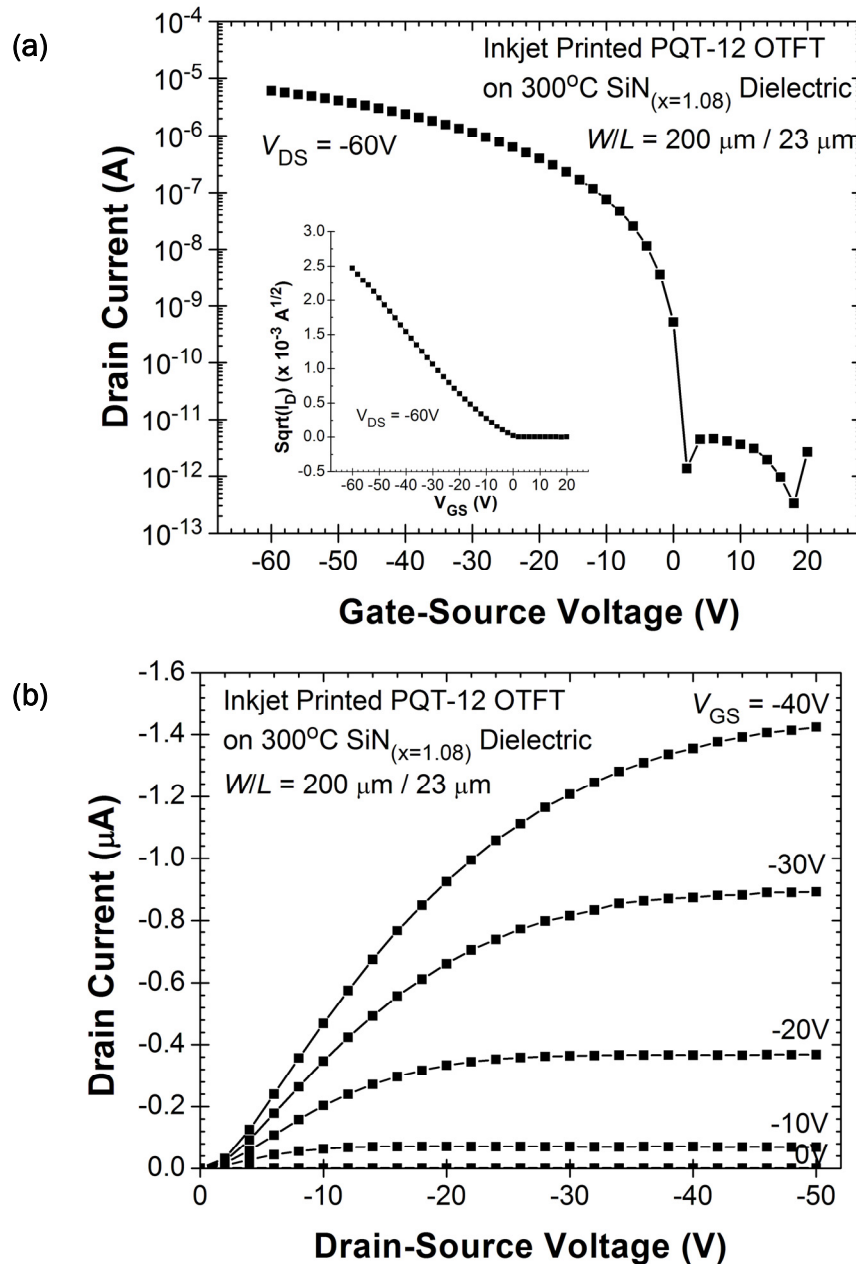 (a)
Inkjet Printed PQT-12 OTFT
on 300°C SiN(x=1.08) Dielectric
W/L = 200 μm / 23 μm
VDS = -60V
Drain Current (A)
10-4
10-5
10-6
10-7
10-8
10-9
10-10
10-11
10-12
10-13
-60 -50 -40 -30 -20 -10 0 10 20
Gate-Source Voltage (V)
Sqrt(ID) (x 10-3 A1/2)
3.0
2.5
2.0
1.5
1.0
0.5
0.0
-0.5
VDS = -60V
-60 -50 -40 -30 -20 -10 0 10 20
VGS (V)
(b)
Inkjet Printed PQT-12 OTFT
on 300°C SiN(x=1.08) Dielectric
W/L = 200 μm / 23 μm
VGS = -40V
-30V
-20V
-10V
0V
Drain Current (μA)
-1.6
-1.4
-1.2
-1.0
-0.8
-0.6
-0.4
-0.2
0.0
0 -10 -20 -30 -40 -50
Drain-Source Voltage (V)